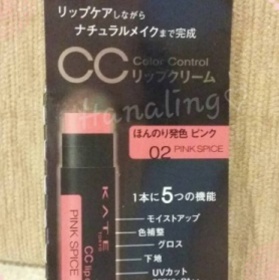 リップケアしながら
ナチュラルメイクまで完成
CC Color Control
リップクリーム
Hanaling
ほんのり発色 ピンク
02 PINK SPICE
KATE
TOKYO
CC lip
PINK SPICE
1本に5つの機能
モイストアップ
色補整
グロス
下地
UVカット